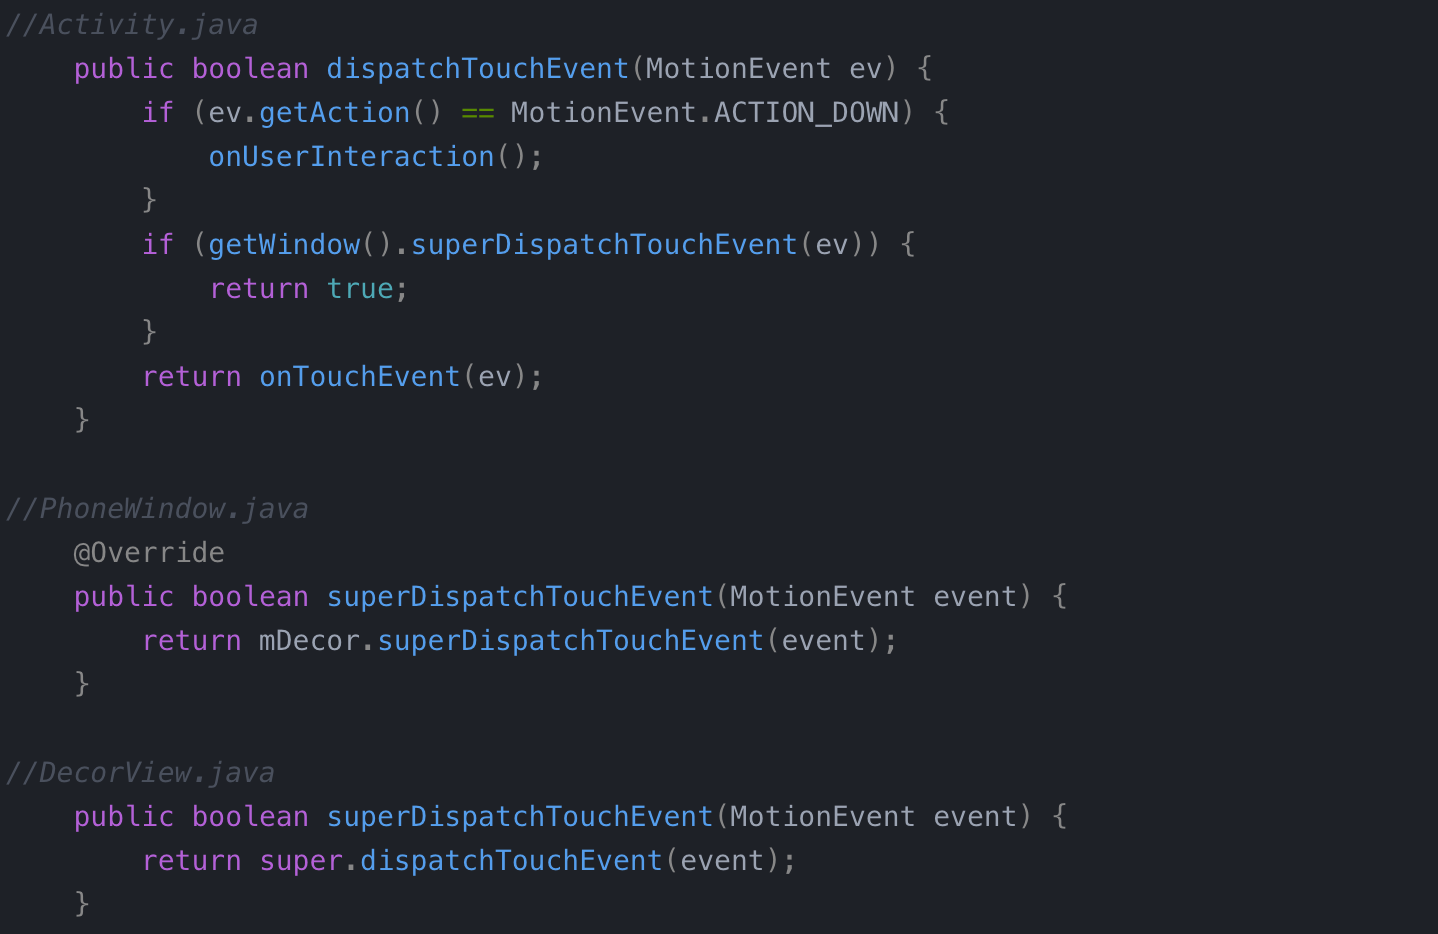 //Activity.java
    public boolean dispatchTouchEvent(MotionEvent ev) {
        if (ev.getAction() == MotionEvent.ACTION_DOWN) {
            onUserInteraction();
        }
        if (getWindow().superDispatchTouchEvent(ev)) {
            return true;
        }
        return onTouchEvent(ev);
    }

//PhoneWindow.java
    @Override
    public boolean superDispatchTouchEvent(MotionEvent event) {
        return mDecor.superDispatchTouchEvent(event);
    }

//DecorView.java
    public boolean superDispatchTouchEvent(MotionEvent event) {
        return super.dispatchTouchEvent(event);
    }